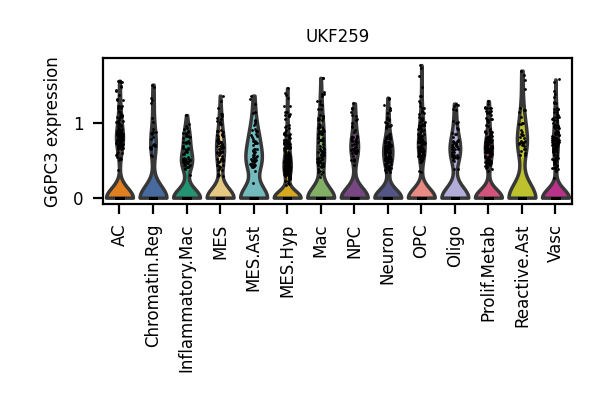 UKF259
G6PC3 expression
1
0
AC
Chromatin.Reg
Inflammatory.Mac
MES
MES.Ast
MES.Hyp
Mac
NPC
Neuron
OPC
Oligo
Prolif.Metab
Reactive.Ast
Vasc